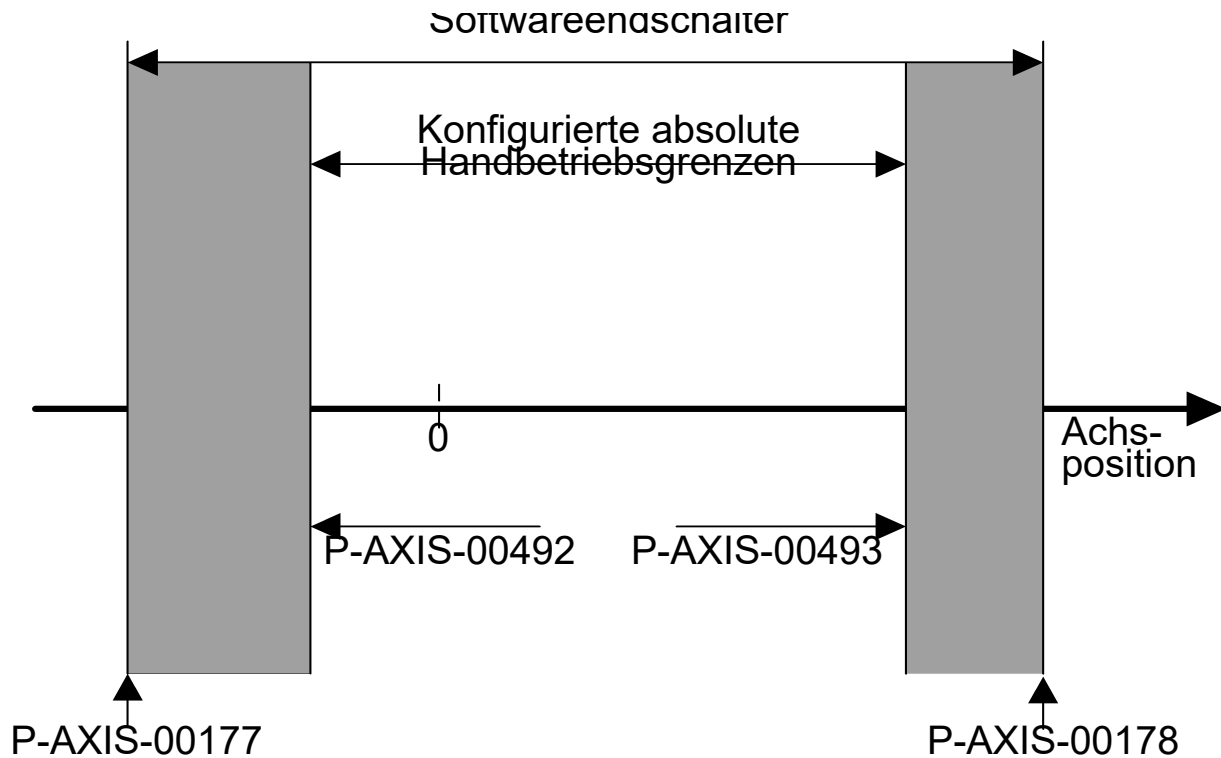 Softwareendschalter
Konfigurierte absolute
Handbetriebsgrenzen
0
Achs-
position
P-AXIS-00492
P-AXIS-00493
P-AXIS-00177
P-AXIS-00178